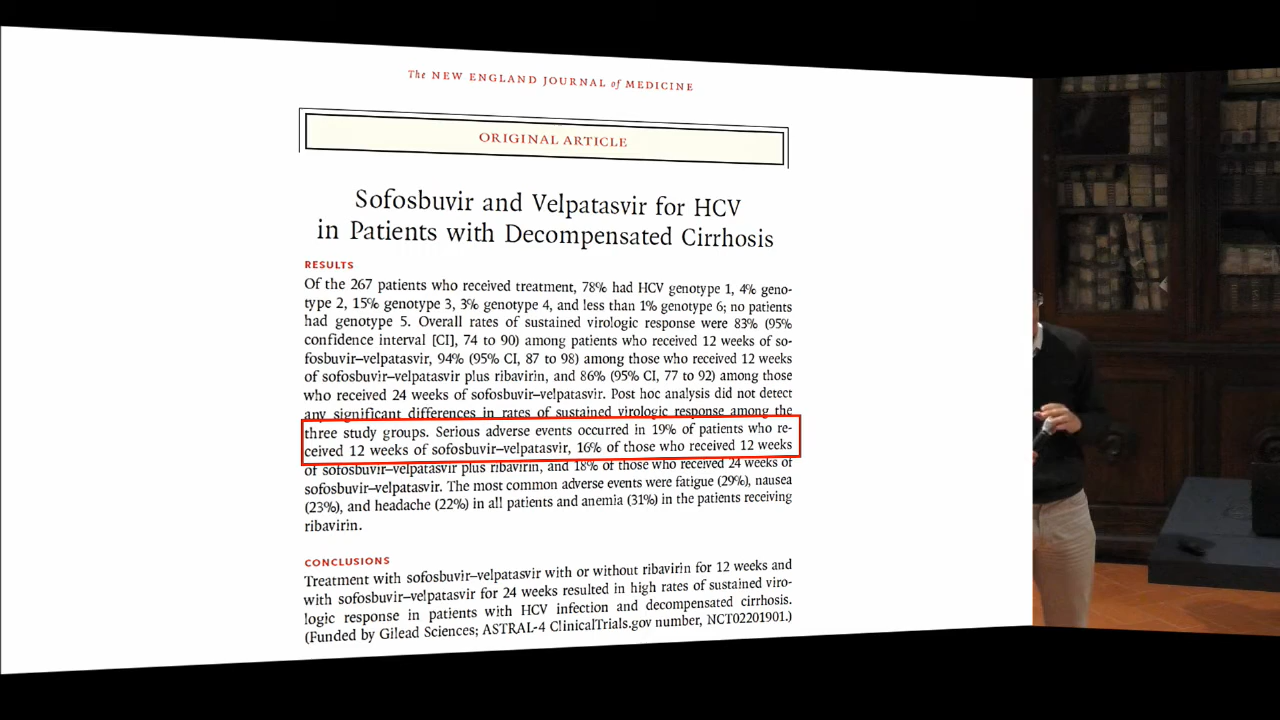 The NEW ENGLAND JOURNAL of MEDICINE
ORIGINAL ARTICLE
Sofosbuvir and Velpatasvir for HCV
in Patients with Decompensated Cirrhosis
RESULTS
Of the 267 patients who received treatment, 78% had HCV genotype 1, 4% geno-
type 2, 15% genotype 3, 3% genotype 4, and less than 1% genotype 6; no patients
had genotype 5. Overall rates of sustained virologic response were 83% (95%
confidence interval [CI], 74 to 90) among patients who received 12 weeks of so-
fosbuvir–velpatasvir, 94% (95% CI, 87 to 98) among those who received 12 weeks
of sofosbuvir–velpatasvir plus ribavirin, and 86% (95% CI, 77 to 92) among those
who received 24 weeks of sofosbuvir–velpatasvir. Post hoc analysis did not detect
any significant differences in rates of sustained virologic response among the
three study groups. Serious adverse events occurred in 19% of patients who re-
ceived 12 weeks of sofosbuvir–velpatasvir, 16% of those who received 12 weeks
of sofosbuvir–velpatasvir plus ribavirin, and 18% of those who received 24 weeks of
sofosbuvir–velpatasvir. The most common adverse events were fatigue (29%), nausea
(23%), and headache (22%) in all patients and anemia (31%) in the patients receiving
ribavirin.
CONCLUSIONS
Treatment with sofosbuvir–velpatasvir with or without ribavirin for 12 weeks and
with sofosbuvir–velpatasvir for 24 weeks resulted in high rates of sustained viro-
logic response in patients with HCV infection and decompensated cirrhosis.
(Funded by Gilead Sciences; ASTRAL-4 ClinicalTrials.gov number, NCT02201901.)